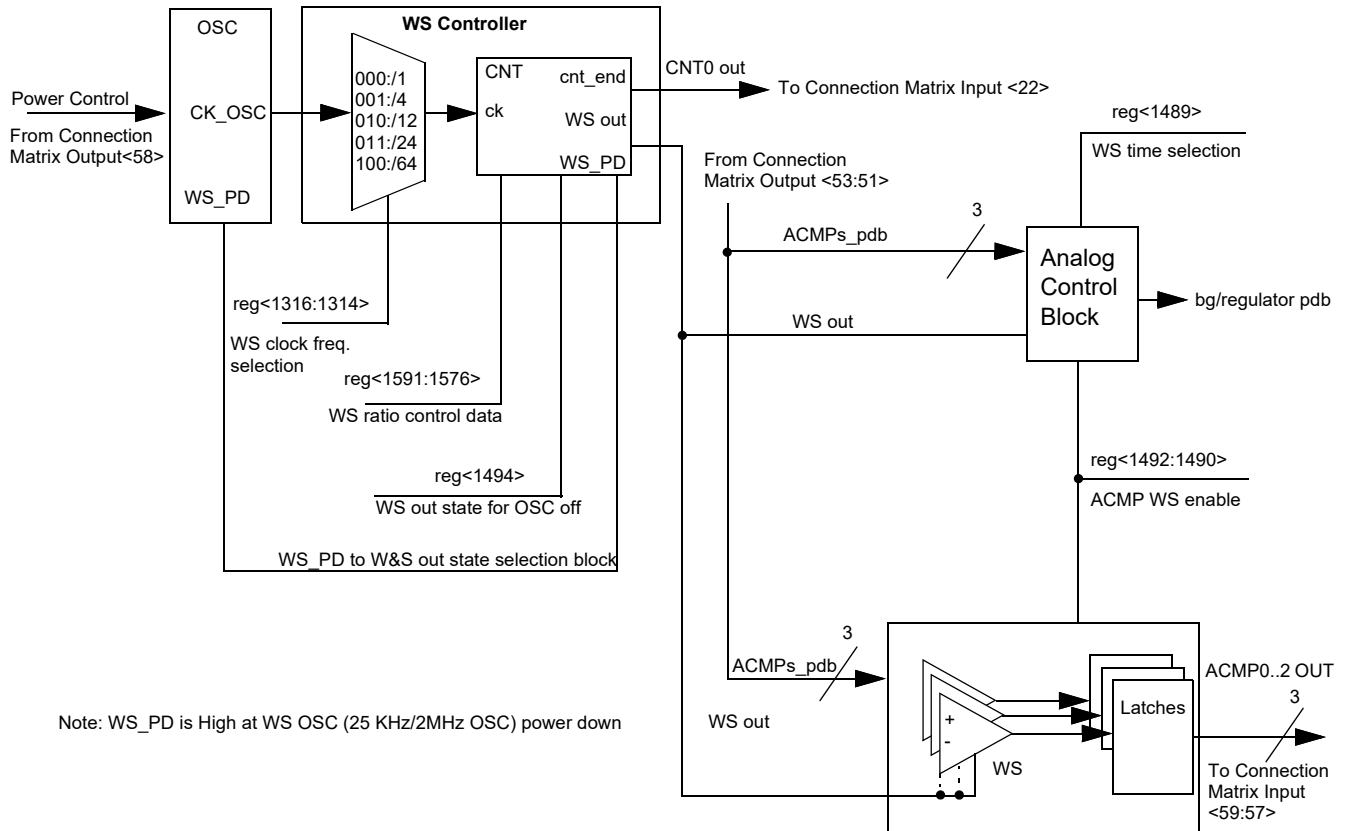 OSC
WS Controller
Power Control
From Connection
Matrix Output<58>
CK_OSC
WS_PD
000:/1
001:/4
010:/12
011:/24
100:/64
CNT
cnt_end
ck
WS out
WS_PD
CNT0 out
To Connection Matrix Input <22>
reg<1489>
WS time selection
From Connection
Matrix Output <53:51>
3
ACMPs_pdb
Analog
Control
Block
bg/regulator pdb
WS out
reg<1316:1314>
WS clock freq.
selection
reg<1591:1576>
WS ratio control data
reg<1494>
WS out state for OSC off
WS_PD to W&S out state selection block
reg<1492:1490>
ACMP WS enable
3
ACMPs_pdb
WS out
+
-
WS
Latches
ACMP0..2 OUT
3
To Connection
Matrix Input
<59:57>
Note: WS_PD is High at WS OSC (25 KHz/2MHz OSC) power down